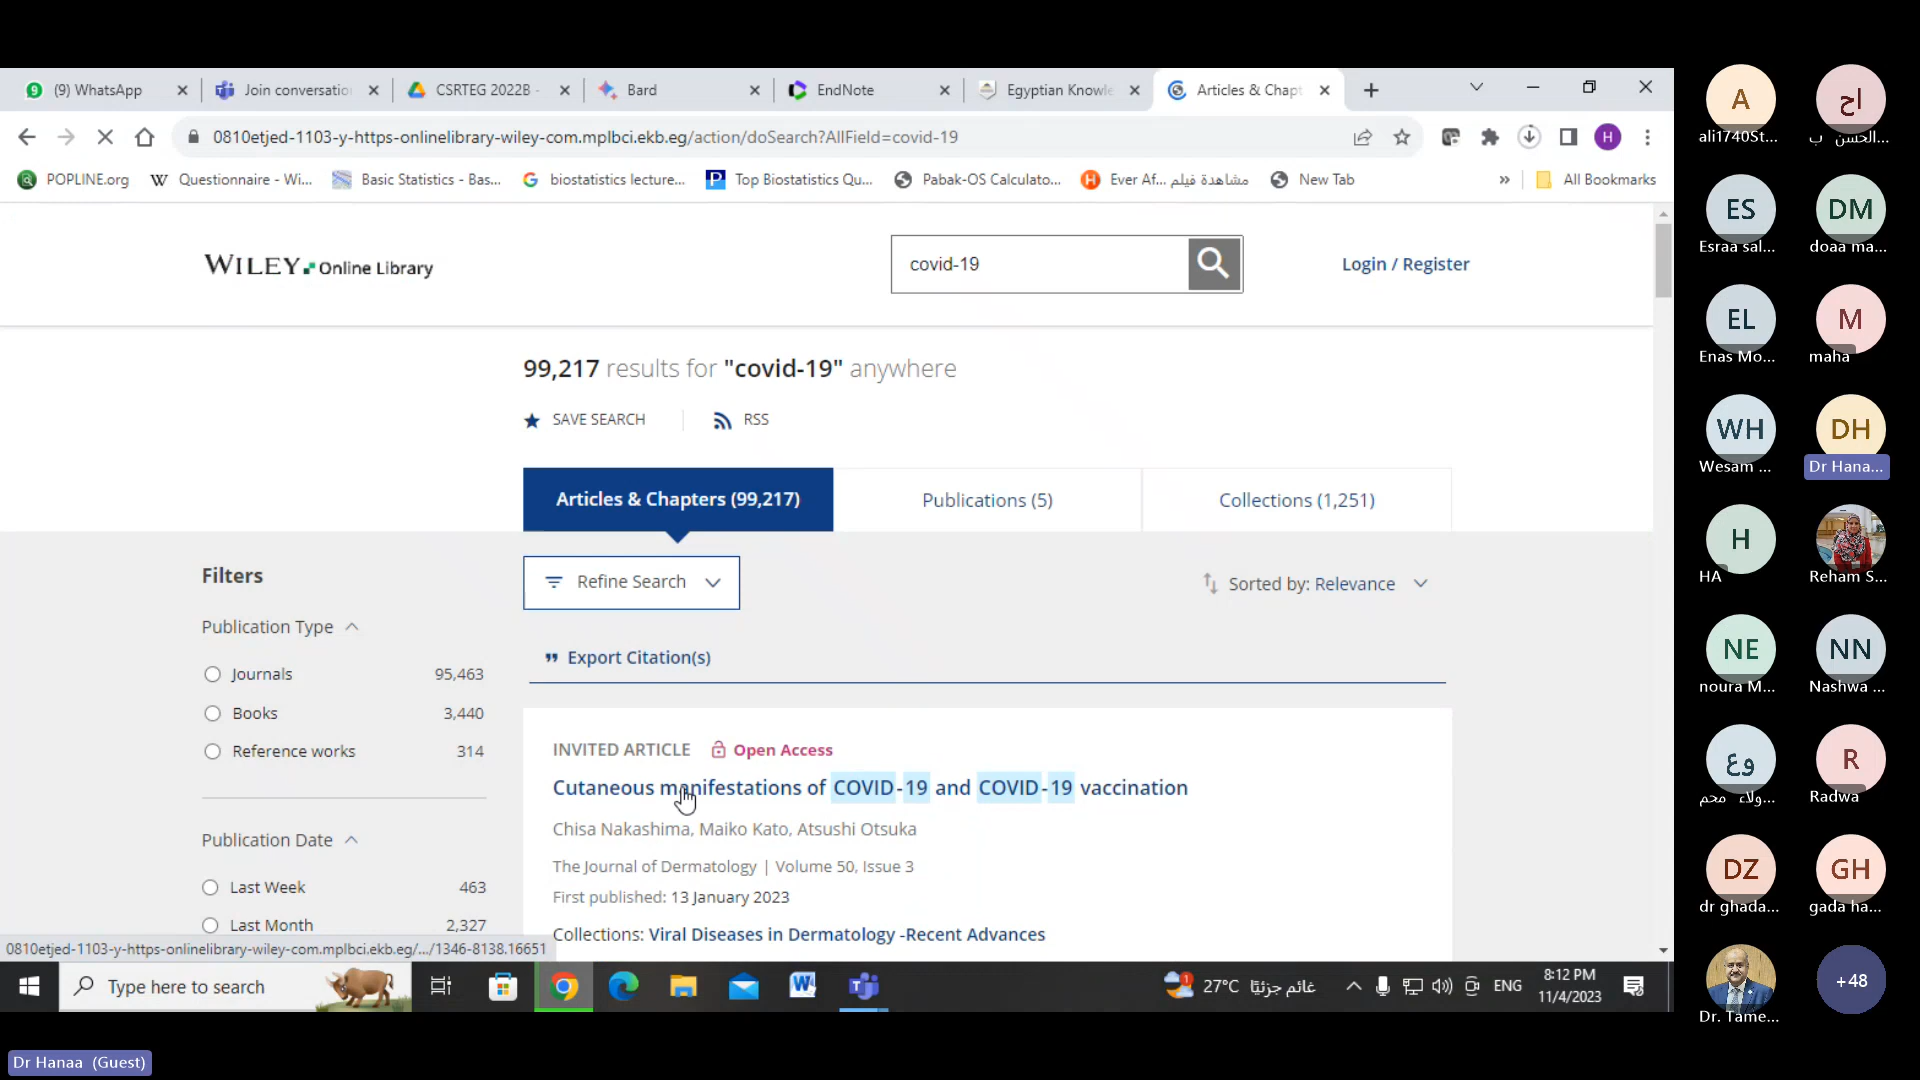 (9) WhatsApp
Join conversatio
CSRTEG 2022B -
Bard
EndNote
Egyptian Knowle
Articles & Chapt
0810etjed-1103-y-https-onlinelibrary-wiley-com.mplbci.ekb.eg/action/doSearch?AllField=covid-19
H
POPLINE.org
Questionnaire - Wi...
Basic Statistics - Bas...
biostatistics lecture...
Top Biostatistics Qu...
Pabak-OS Calculato...
Ever Af... مشاهدة فيلم
New Tab
»
All Bookmarks
WILEY Online Library
covid-19
Login / Register
99,217 results for "covid-19" anywhere
SAVE SEARCH
RSS
Articles & Chapters (99,217)
Publications (5)
Collections (1,251)
Filters
Refine Search
Sorted by: Relevance
Publication Type
Journals 95,463
Books 3,440
Reference works 314
Export Citation(s)
INVITED ARTICLE Open Access
Cutaneous manifestations of COVID-19 and COVID-19 vaccination
Chisa Nakashima, Maiko Kato, Atsushi Otsuka
The Journal of Dermatology | Volume 50, Issue 3
First published: 13 January 2023
Collections: Viral Diseases in Dermatology -Recent Advances
Publication Date
Last Week 463
Last Month 2,327
0810etjed-1103-y-https-onlinelibrary-wiley-com.mplbci.ekb.eg/.../1346-8138.16651
Type here to search
27°C غائم جزئيًا
ENG
8:12 PM
11/4/2023
Dr Hanaa (Guest)
A
ali1740St...
اح
الحسن ب...
ES
Esraa sal...
DM
doaa ma...
EL
Enas Mo...
M
maha
WH
Wesam ...
DH
Dr Hana...
H
HA
Reham S...
NE
noura M...
NN
Nashwa ...
وع
ولاء محم...
R
Radwa
DZ
dr ghada...
GH
gada ha...
Dr. Tame...
+48